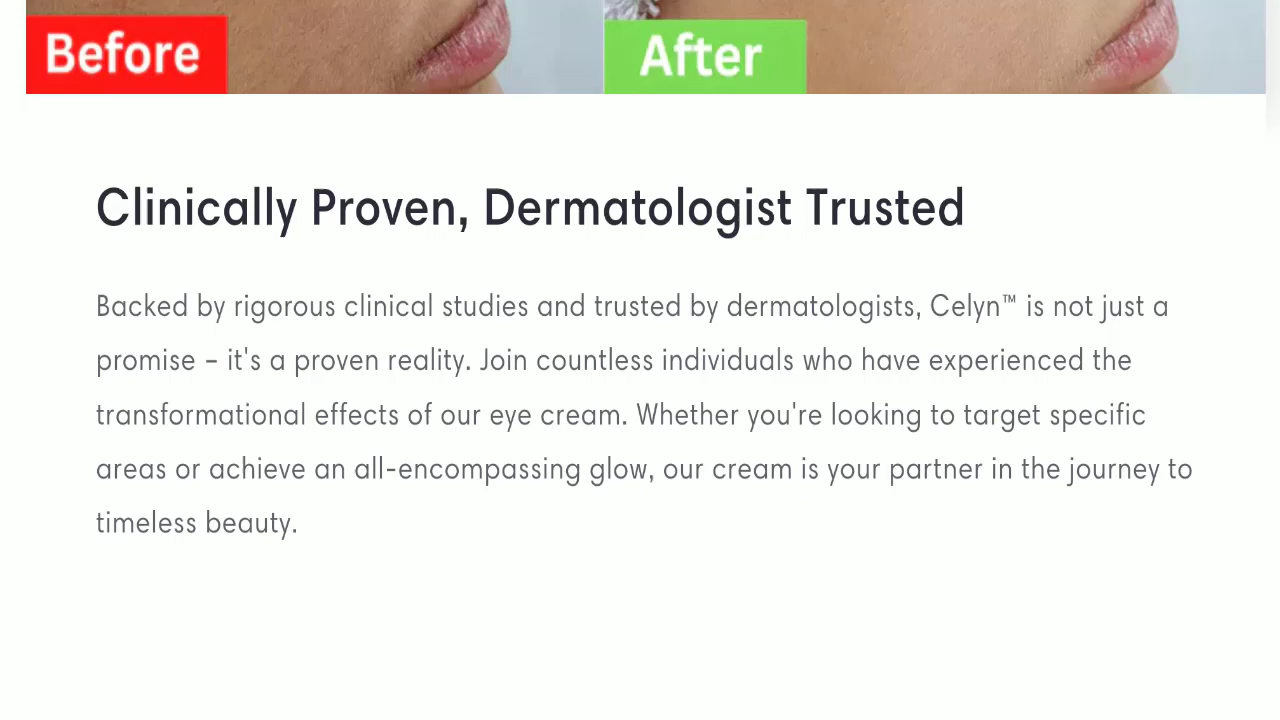 Before
After
Clinically Proven, Dermatologist Trusted
Backed by rigorous clinical studies and trusted by dermatologists, Celyn™ is not just a
promise – it's a proven reality. Join countless individuals who have experienced the
transformational effects of our eye cream. Whether you're looking to target specific
areas or achieve an all-encompassing glow, our cream is your partner in the journey to
timeless beauty.